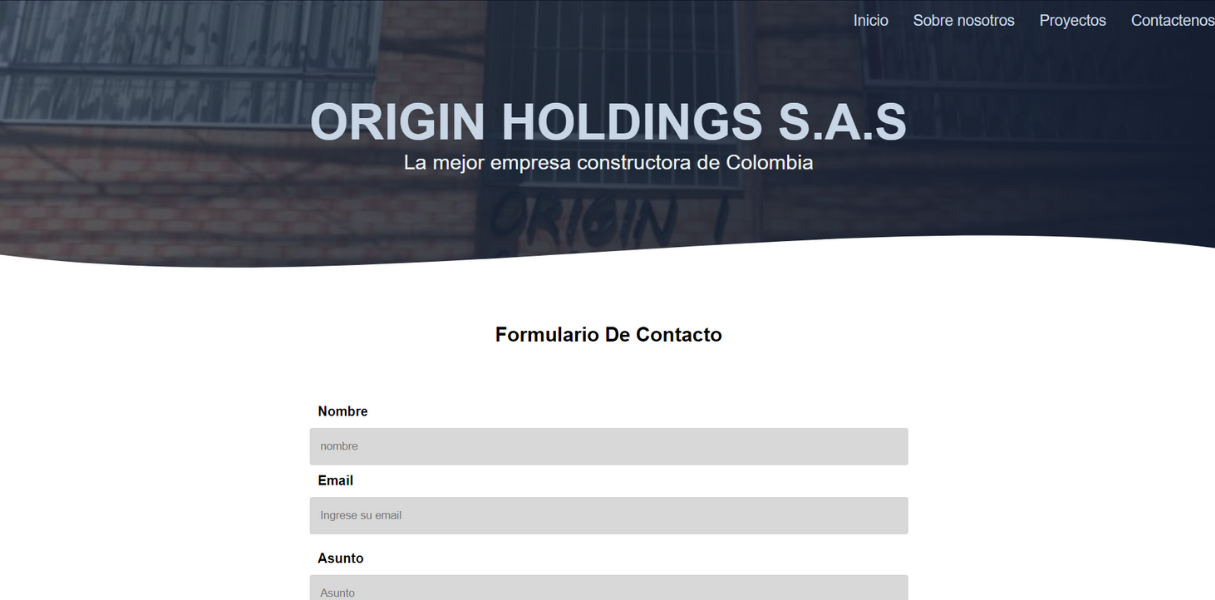 Inicio Sobre nosotros Proyectos Contactenos
ORIGIN HOLDINGS S.A.S
La mejor empresa constructora de Colombia
ORIGIN I
Formulario De Contacto
Nombre
nombre
Email
Ingrese su email
Asunto
Asunto